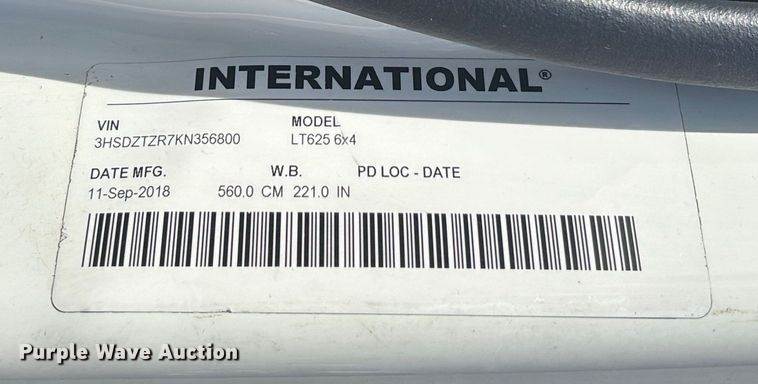 INTERNATIONAL®
VIN MODEL
3HSDZTZR7KN356800 LT625 6x4
DATE MFG. W.B. PD LOC - DATE
11-Sep-2018 560.0 CM 221.0 IN
Purple Wave Auction